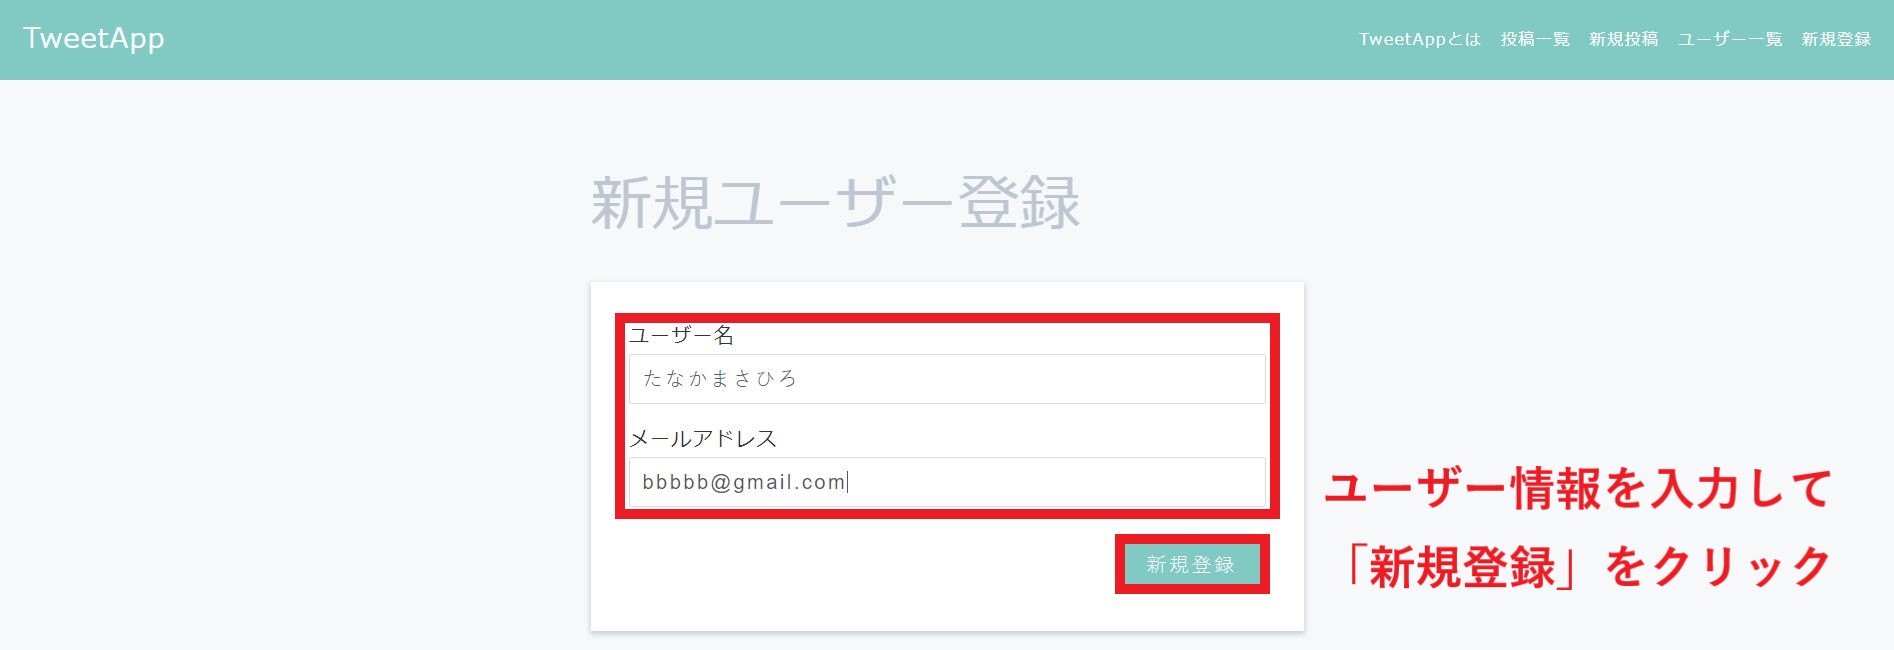 TweetApp
TweetAppとは 投稿一覧 新規投稿 ユーザー一覧 新規登録
新規ユーザー登録
ユーザー名
たなかまさひろ
メールアドレス
bbbbb@gmail.com
新規登録
ユーザー情報を入力して
「新規登録」をクリック